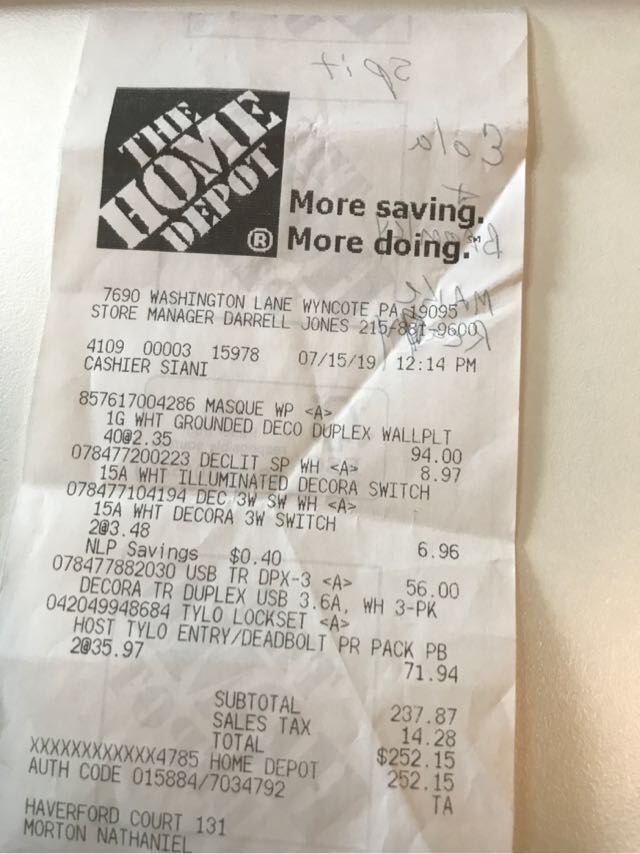 THE
HOME
DEPOT
®
More saving.
More doing.℠
7690 WASHINGTON LANE WYNCOTE PA 19095
STORE MANAGER DARRELL JONES 215-881-9600
4109 00003 15978 07/15/19 12:14 PM
CASHIER SIANI
857617004286 MASQUE WP <A>
1G WHT GROUNDED DECO DUPLEX WALLPLT
40@2.35 94.00
078477200223 DECLIT SP WH <A> 8.97
15A WHT ILLUMINATED DECORA SWITCH
078477104194 DEC 3W SW WH <A>
15A WHT DECORA 3W SWITCH
2@3.48 6.96
NLP Savings $0.40
078477882030 USB TR DPX-3 <A> 56.00
DECORA TR DUPLEX USB 3.6A, WH 3-PK
042049948684 TYLO LOCKSET <A>
HOST TYLO ENTRY/DEADBOLT PR PACK PB
2@35.97 71.94
SUBTOTAL 237.87
SALES TAX 14.28
TOTAL $252.15
XXXXXXXXXXXX4785 HOME DEPOT 252.15
AUTH CODE 015884/7034792 TA
HAVERFORD COURT 131
MORTON NATHANIEL